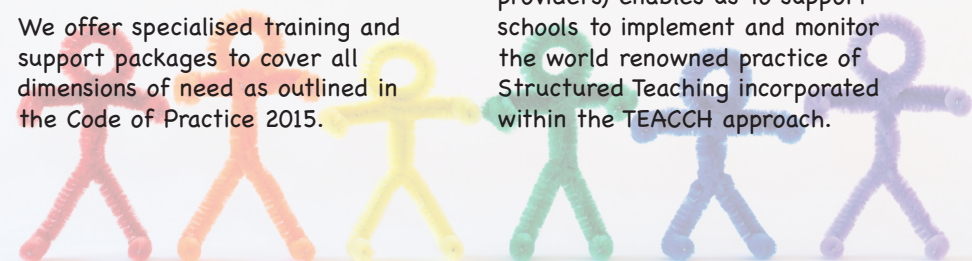 We offer specialised training and
support packages to cover all
dimensions of need as outlined in
the Code of Practice 2015.
providers) enables us to support
schools to implement and monitor
the world renowned practice of
Structured Teaching incorporated
within the TEACCH approach.